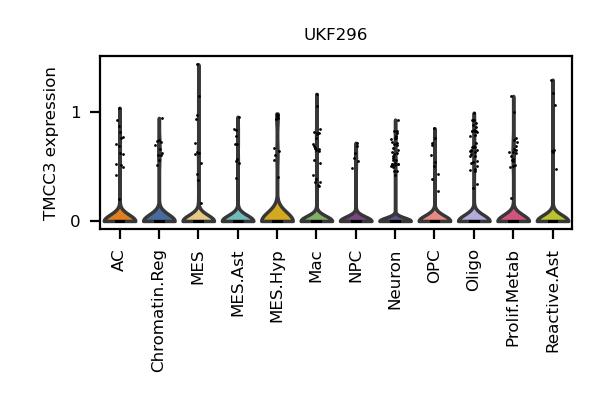 UKF296
TMCC3 expression
1
0
AC
Chromatin.Reg
MES
MES.Ast
MES.Hyp
Mac
NPC
Neuron
OPC
Oligo
Prolif.Metab
Reactive.Ast